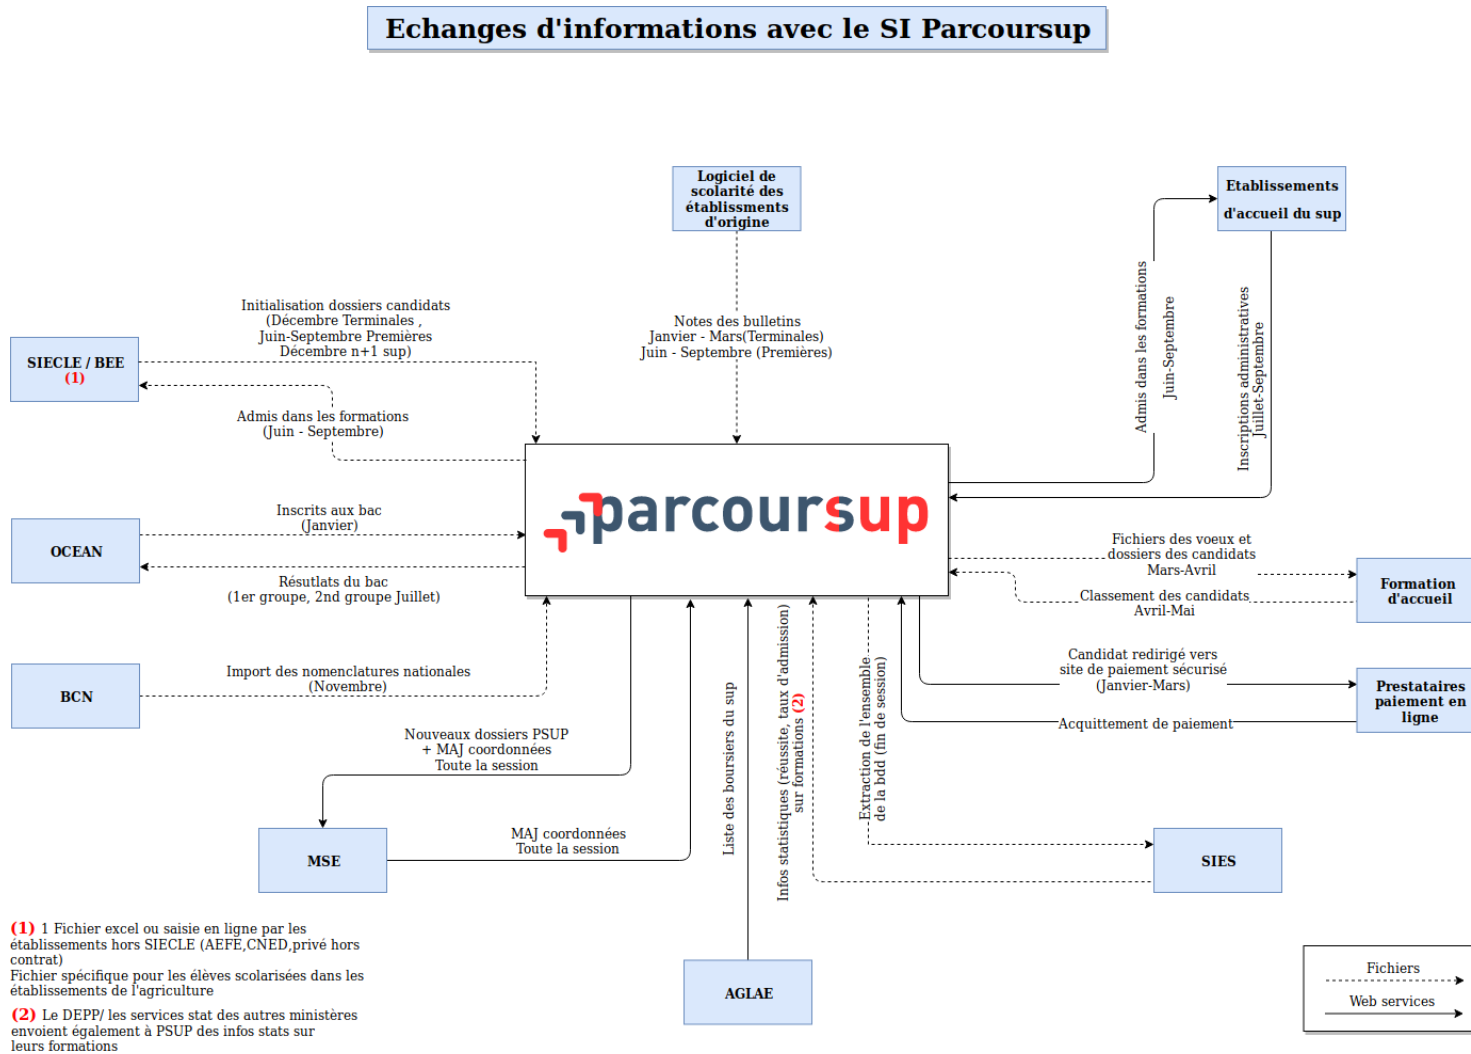 Echanges d'informations avec le SI Parcoursup
Logiciel de
scolarité des
établissments
d'origine
Etablissements
d'accueil du sup
Initialisation dossiers candidats
(Décembre Terminales ,
Juin-Septembre Premières
Décembre n+1 sup)
Notes des bulletins
Janvier - Mars(Terminales)
Juin - Septembre (Premières)
Admis dans les formations
Juin-Septembre
Inscriptions administratives
Juillet-Septembre
SIECLE / BEE
(1)
Admis dans les formations
(Juin - Septembre)
parcoursup
Inscrits aux bac
(Janvier)
OCEAN
Résutlats du bac
(1er groupe, 2nd groupe Juillet)
Fichiers des voeux et
dossiers des candidats
Mars-Avril
Formation
d'accueil
Classement des candidats
Avril-Mai
Import des nomenclatures nationales
(Novembre)
BCN
Candidat redirigé vers
site de paiement sécurisé
(Janvier-Mars)
Prestataires
paiement en
ligne
Acquittement de paiement
Nouveaux dossiers PSUP
+ MAJ coordonnées
Toute la session
Liste des boursiers du sup
Infos statistiques (réussite, taux d'admission)
sur formations (2)
Extraction de l'ensemble
de la bdd (fin de session)
MSE
MAJ coordonnées
Toute la session
SIES
AGLAE
(1) 1 Fichier excel ou saisie en ligne par les
établissements hors SIECLE (AEFE,CNED,privé hors
contrat)
Fichier spécifique pour les élèves scolarisées dans les
établissements de l'agriculture
(2) Le DEPP/ les services stat des autres ministères
envoient également à PSUP des infos stats sur
leurs formations
Fichiers
Web services